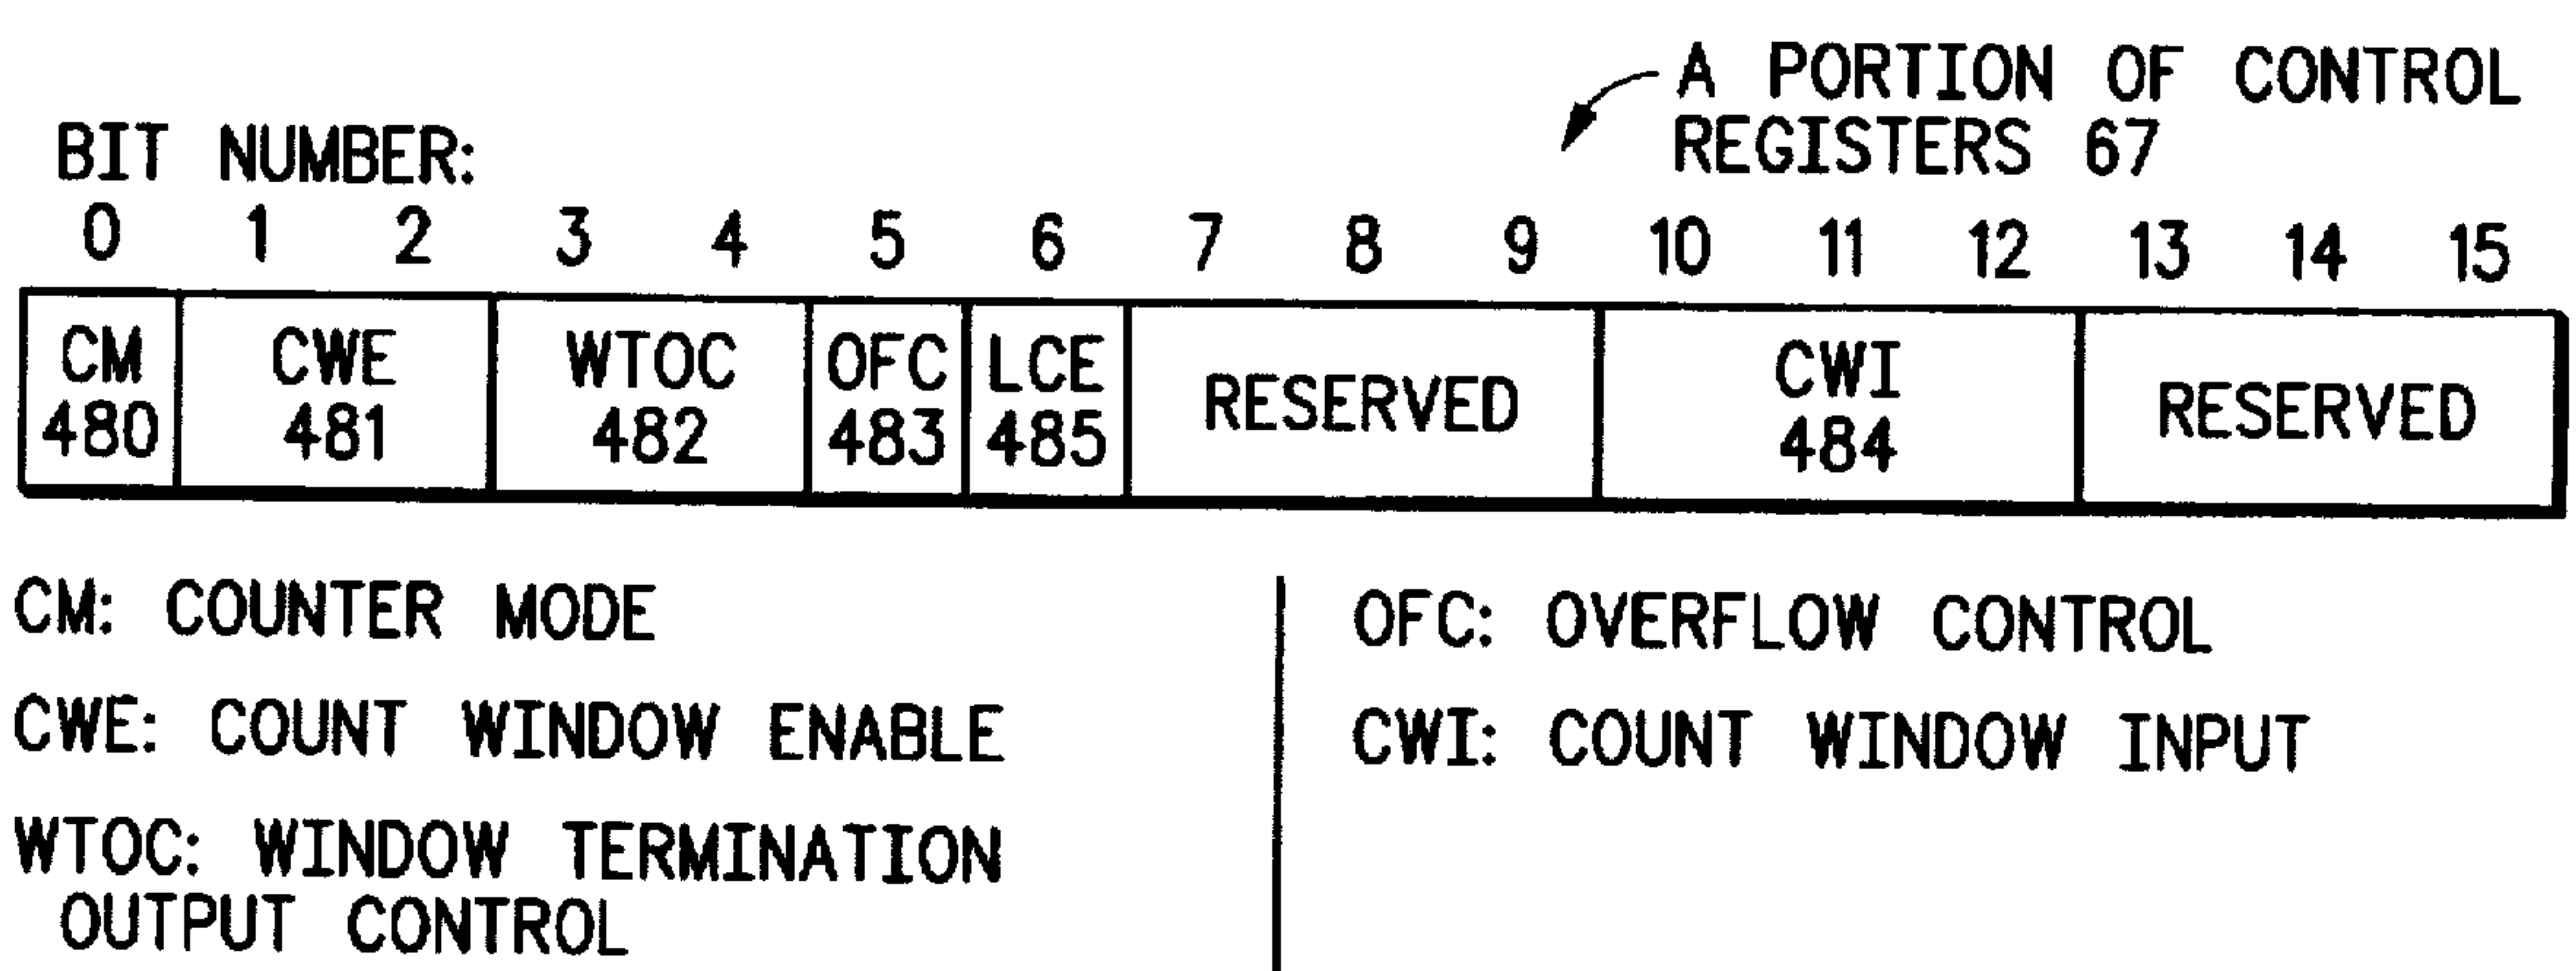 A PORTION OF CONTROL
REGISTERS 67
BIT NUMBER:
0 1 2 3 4 5 6 7 8 9 10 11 12 13 14 15
CM CWE WTOC OFC LCE RESERVED CWI RESERVED
480 481 482 483 485 484
CM: COUNTER MODE
CWE: COUNT WINDOW ENABLE
WTOC: WINDOW TERMINATION
OUTPUT CONTROL
OFC: OVERFLOW CONTROL
CWI: COUNT WINDOW INPUT